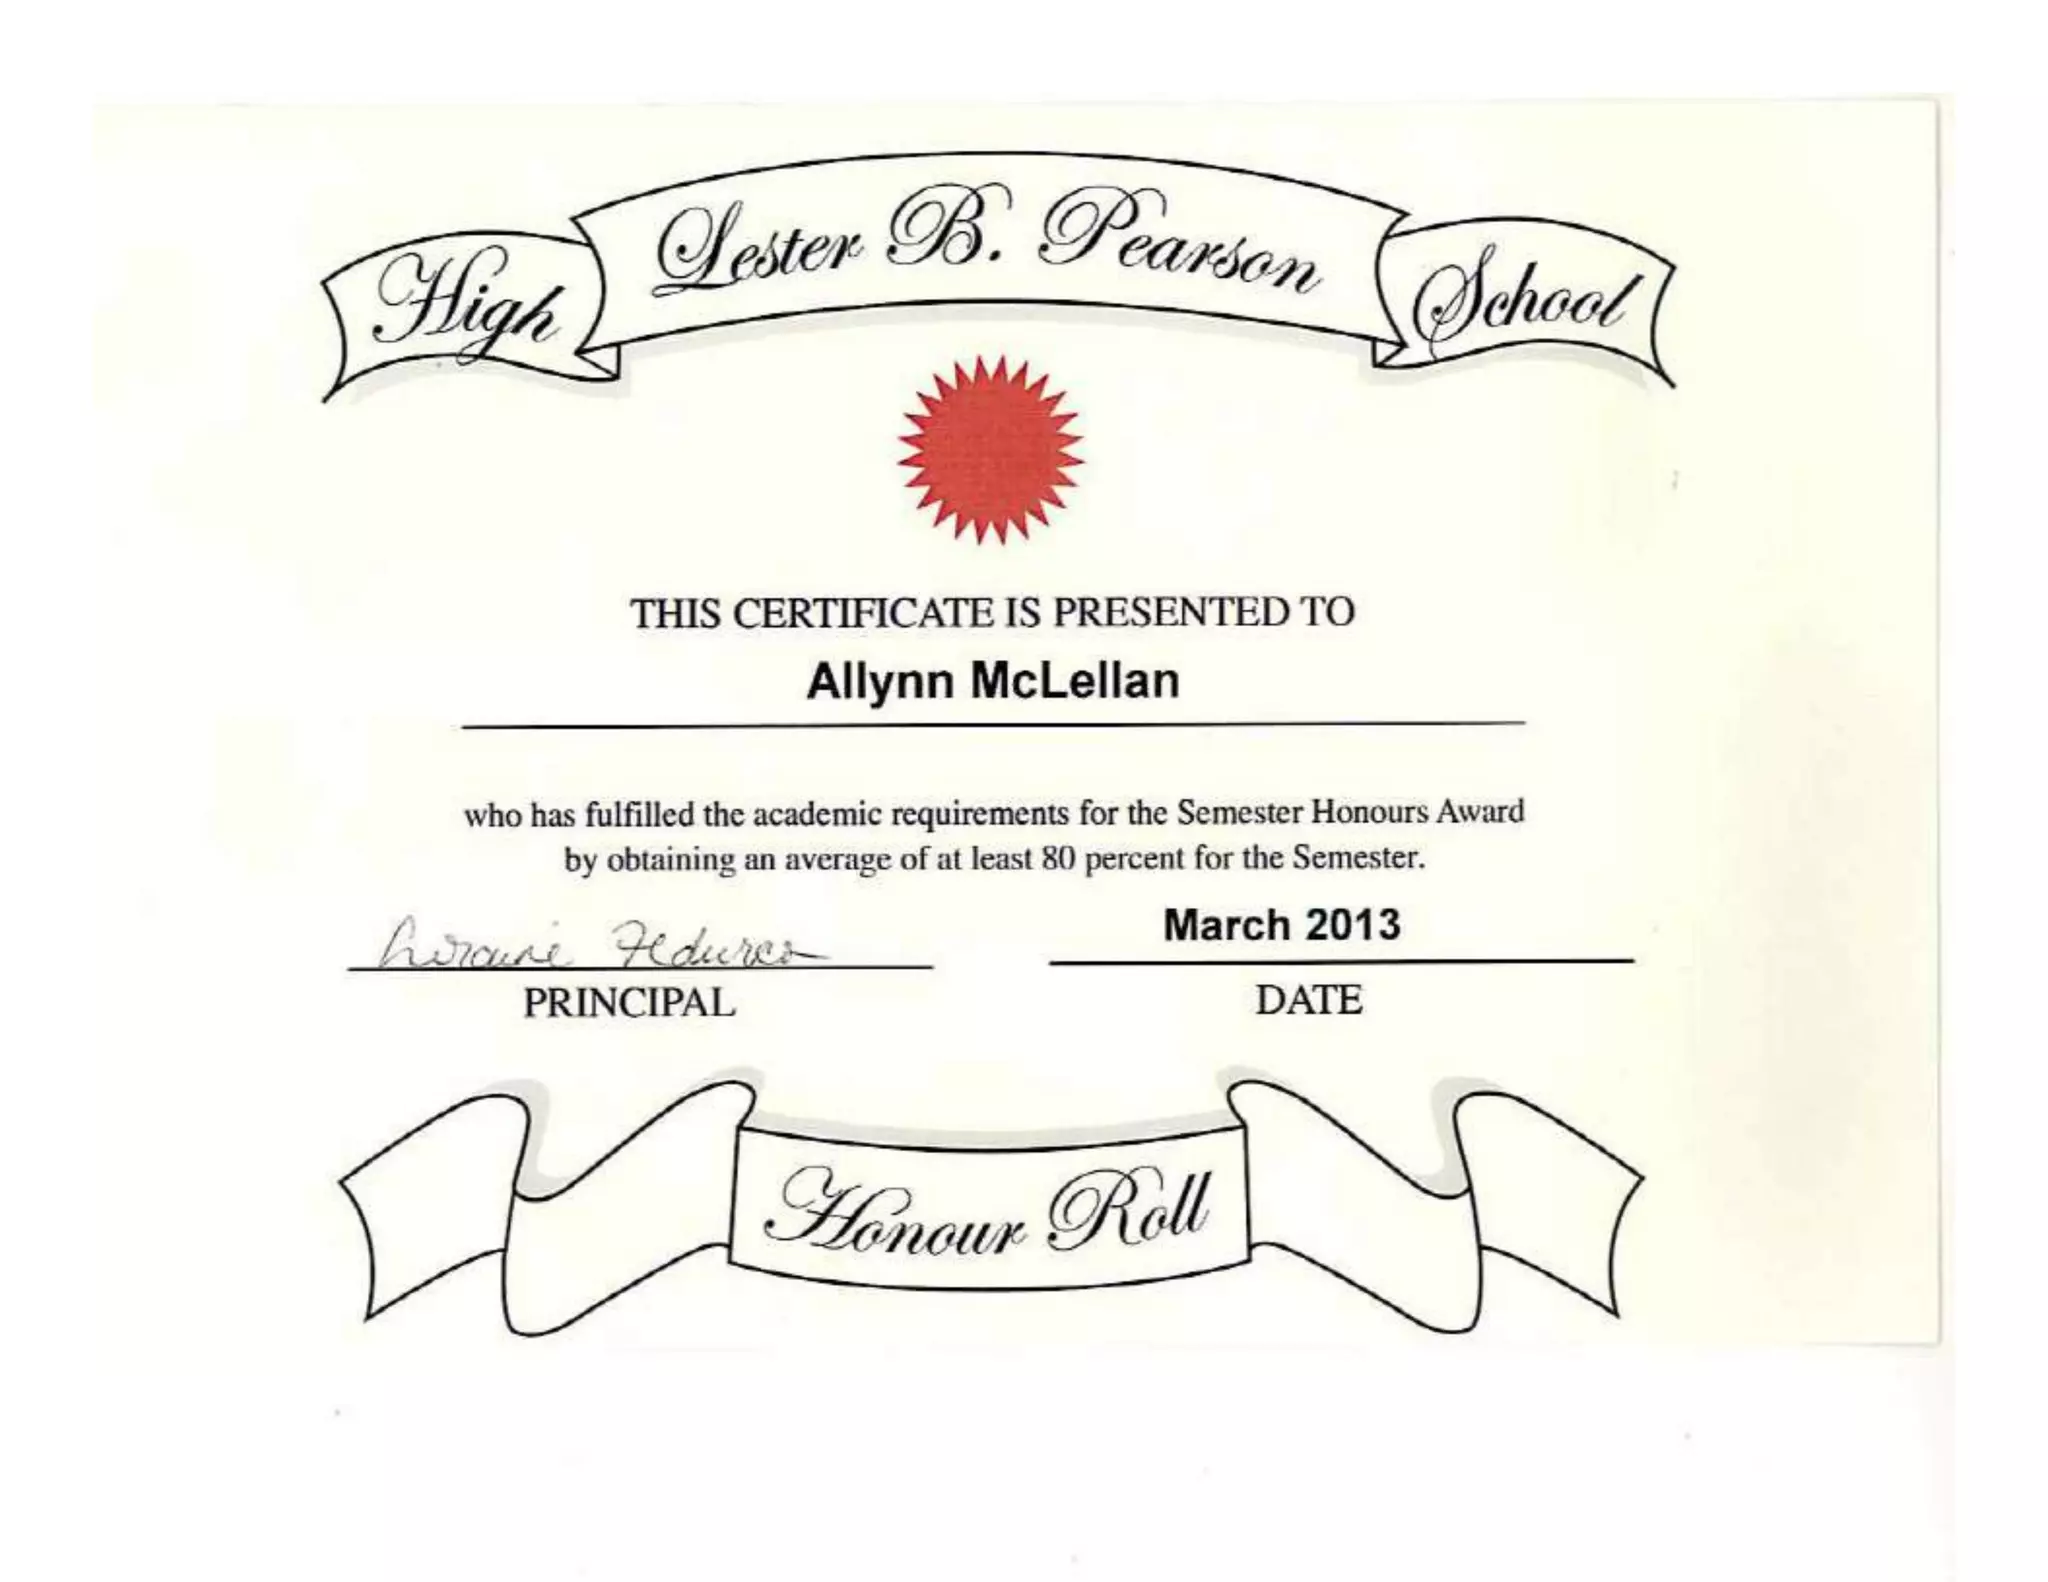 Lester B. Pearson
High School
THIS CERTIFICATE IS PRESENTED TO
Allynn McLellan
who has fulfilled the academic requirements for the Semester Honours Award
by obtaining an average of at least 80 percent for the Semester.
Loraine Fedurco
March 2013
PRINCIPAL
DATE
Honour Roll